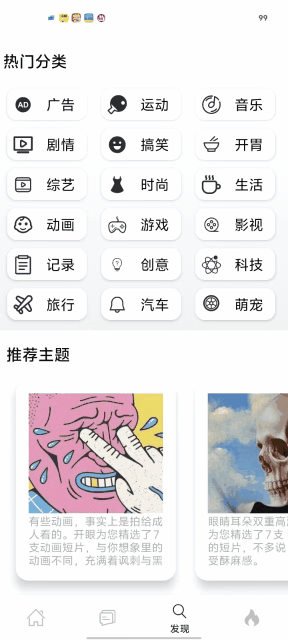 99
热门分类
AD 广告 运动 音乐
剧情 搞笑 开胃
综艺 时尚 生活
动画 游戏 影视
记录 创意 科技
旅行 汽车 萌宠
推荐主题
有些动画，事实上是拍给成
人看的。开眼为您精选了7
支动画短片，与你想象里的
动画不同，充满着讽刺与黑
眼睛耳朵双重高
为您精选了7支
的短片，不多说
受酥麻感。
发现